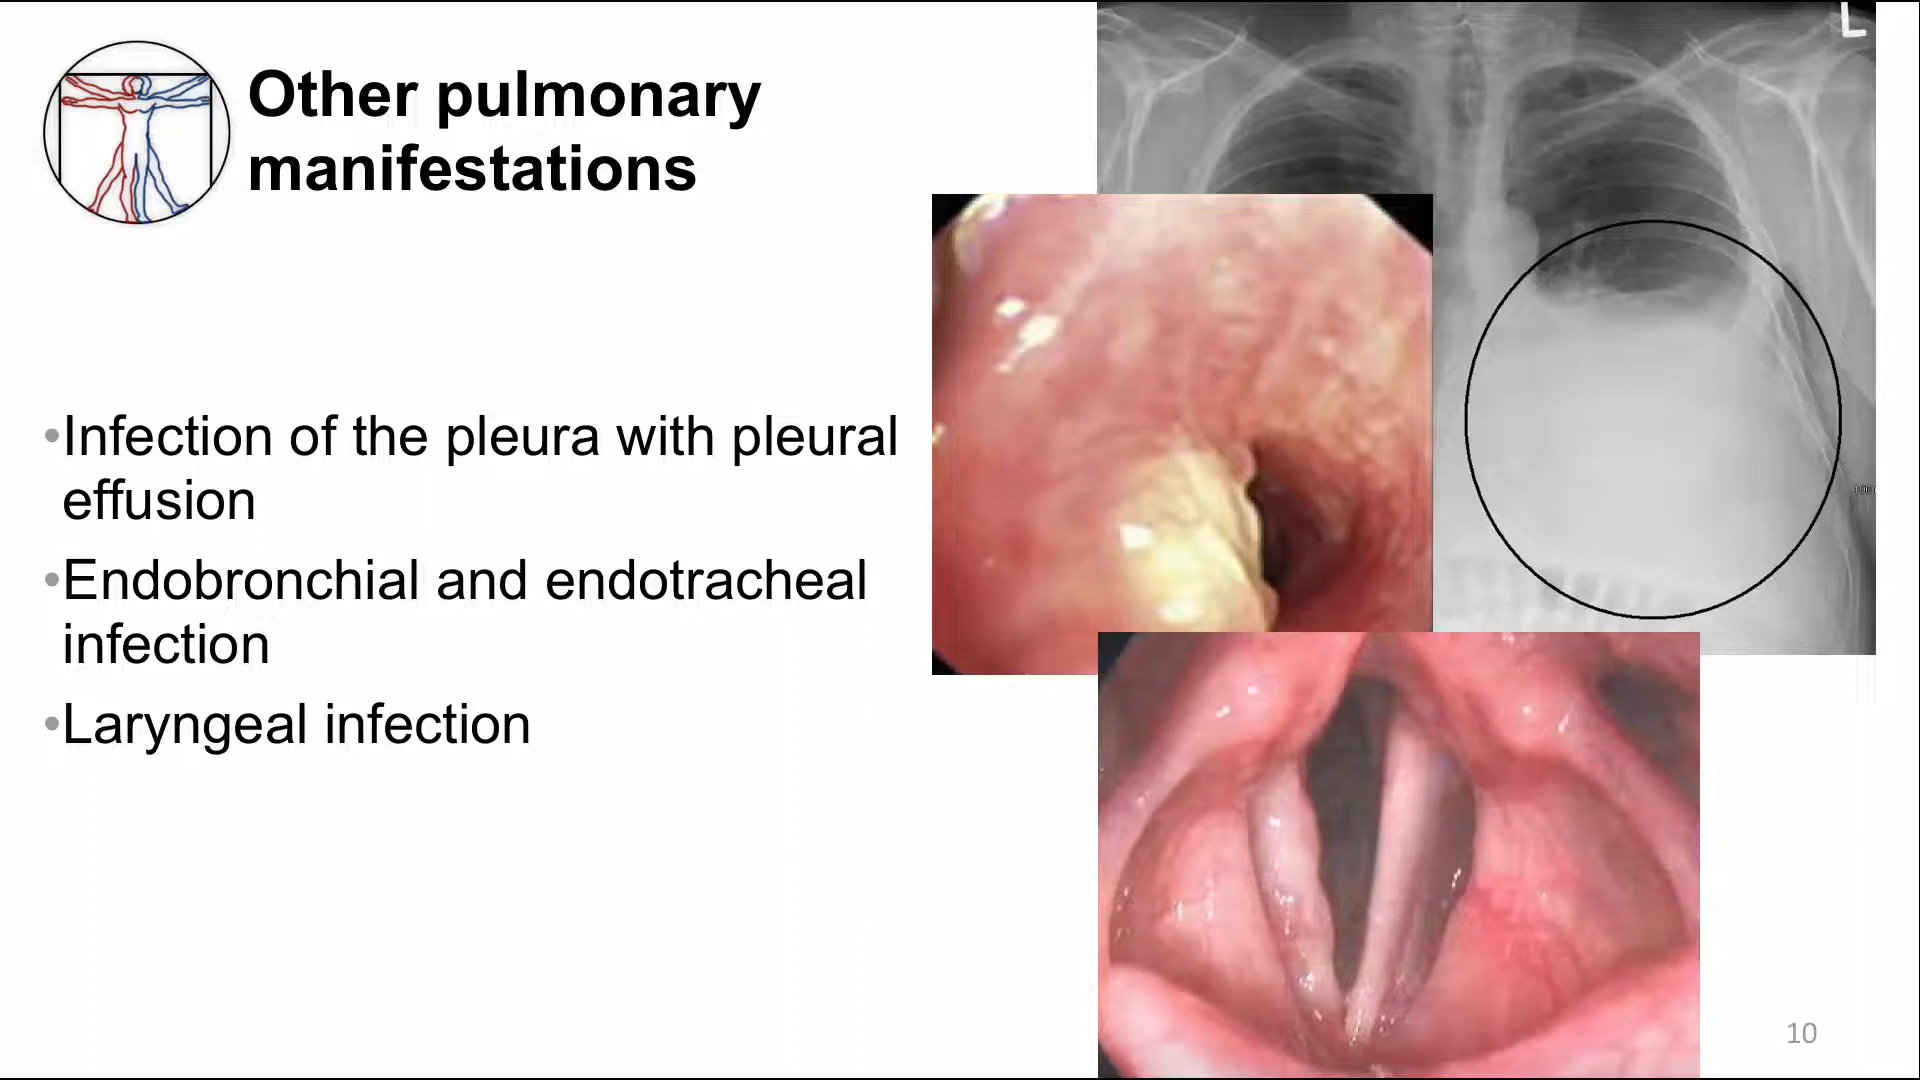 Other pulmonary
manifestations
•Infection of the pleura with pleural
effusion
•Endobronchial and endotracheal
infection
•Laryngeal infection
L
10